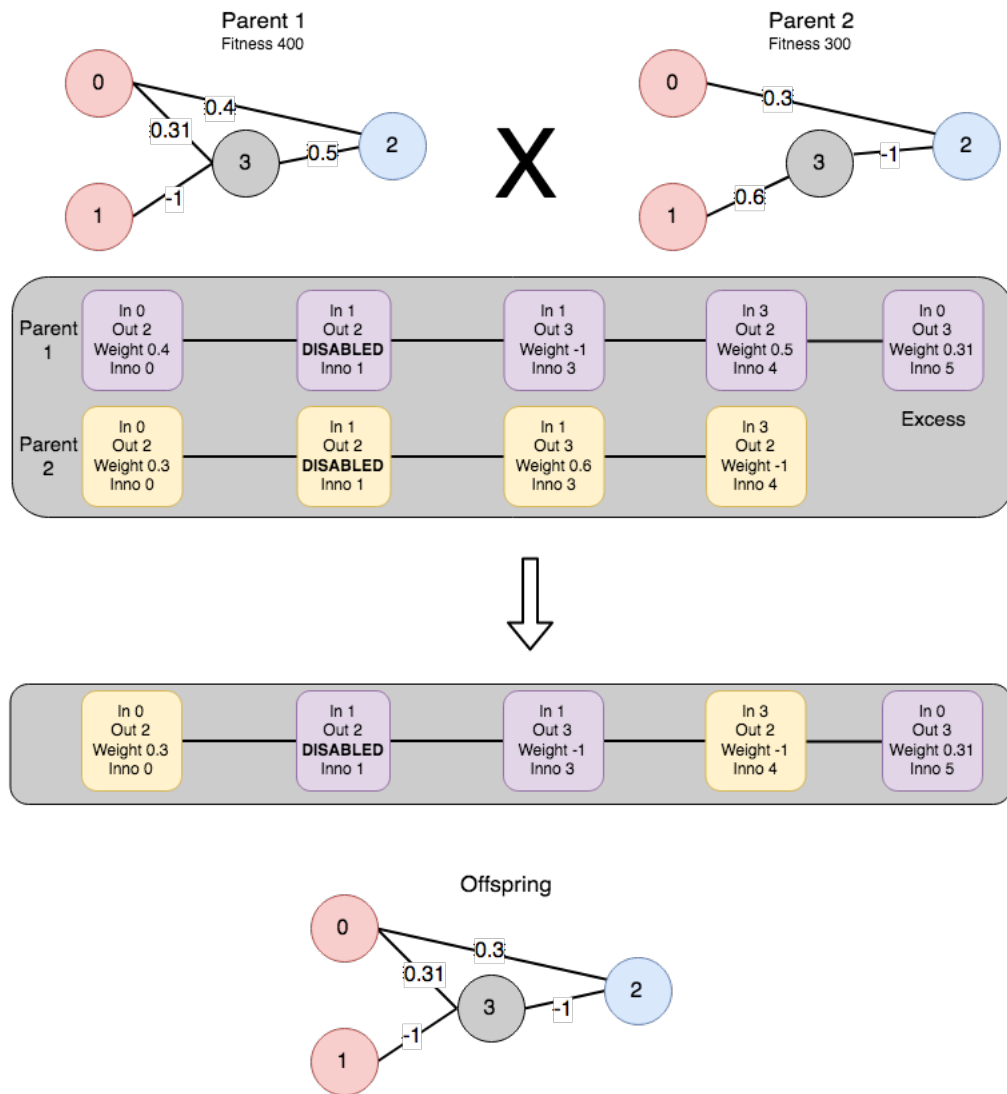 Parent 1
Fitness 400
Parent 2
Fitness 300
0
0.4
0.31
3
0.5
2
-1
1
X
0
0.3
3
-1
2
0.6
1
Parent
1
In 0
Out 2
Weight 0.4
Inno 0
In 1
Out 2
DISABLED
Inno 1
In 1
Out 3
Weight -1
Inno 3
In 3
Out 2
Weight 0.5
Inno 4
In 0
Out 3
Weight 0.31
Inno 5
Excess
Parent
2
In 0
Out 2
Weight 0.3
Inno 0
In 1
Out 2
DISABLED
Inno 1
In 1
Out 3
Weight 0.6
Inno 3
In 3
Out 2
Weight -1
Inno 4
In 0
Out 2
Weight 0.3
Inno 0
In 1
Out 2
DISABLED
Inno 1
In 1
Out 3
Weight -1
Inno 3
In 3
Out 2
Weight -1
Inno 4
In 0
Out 3
Weight 0.31
Inno 5
Offspring
0
0.3
0.31
3
-1
2
-1
1